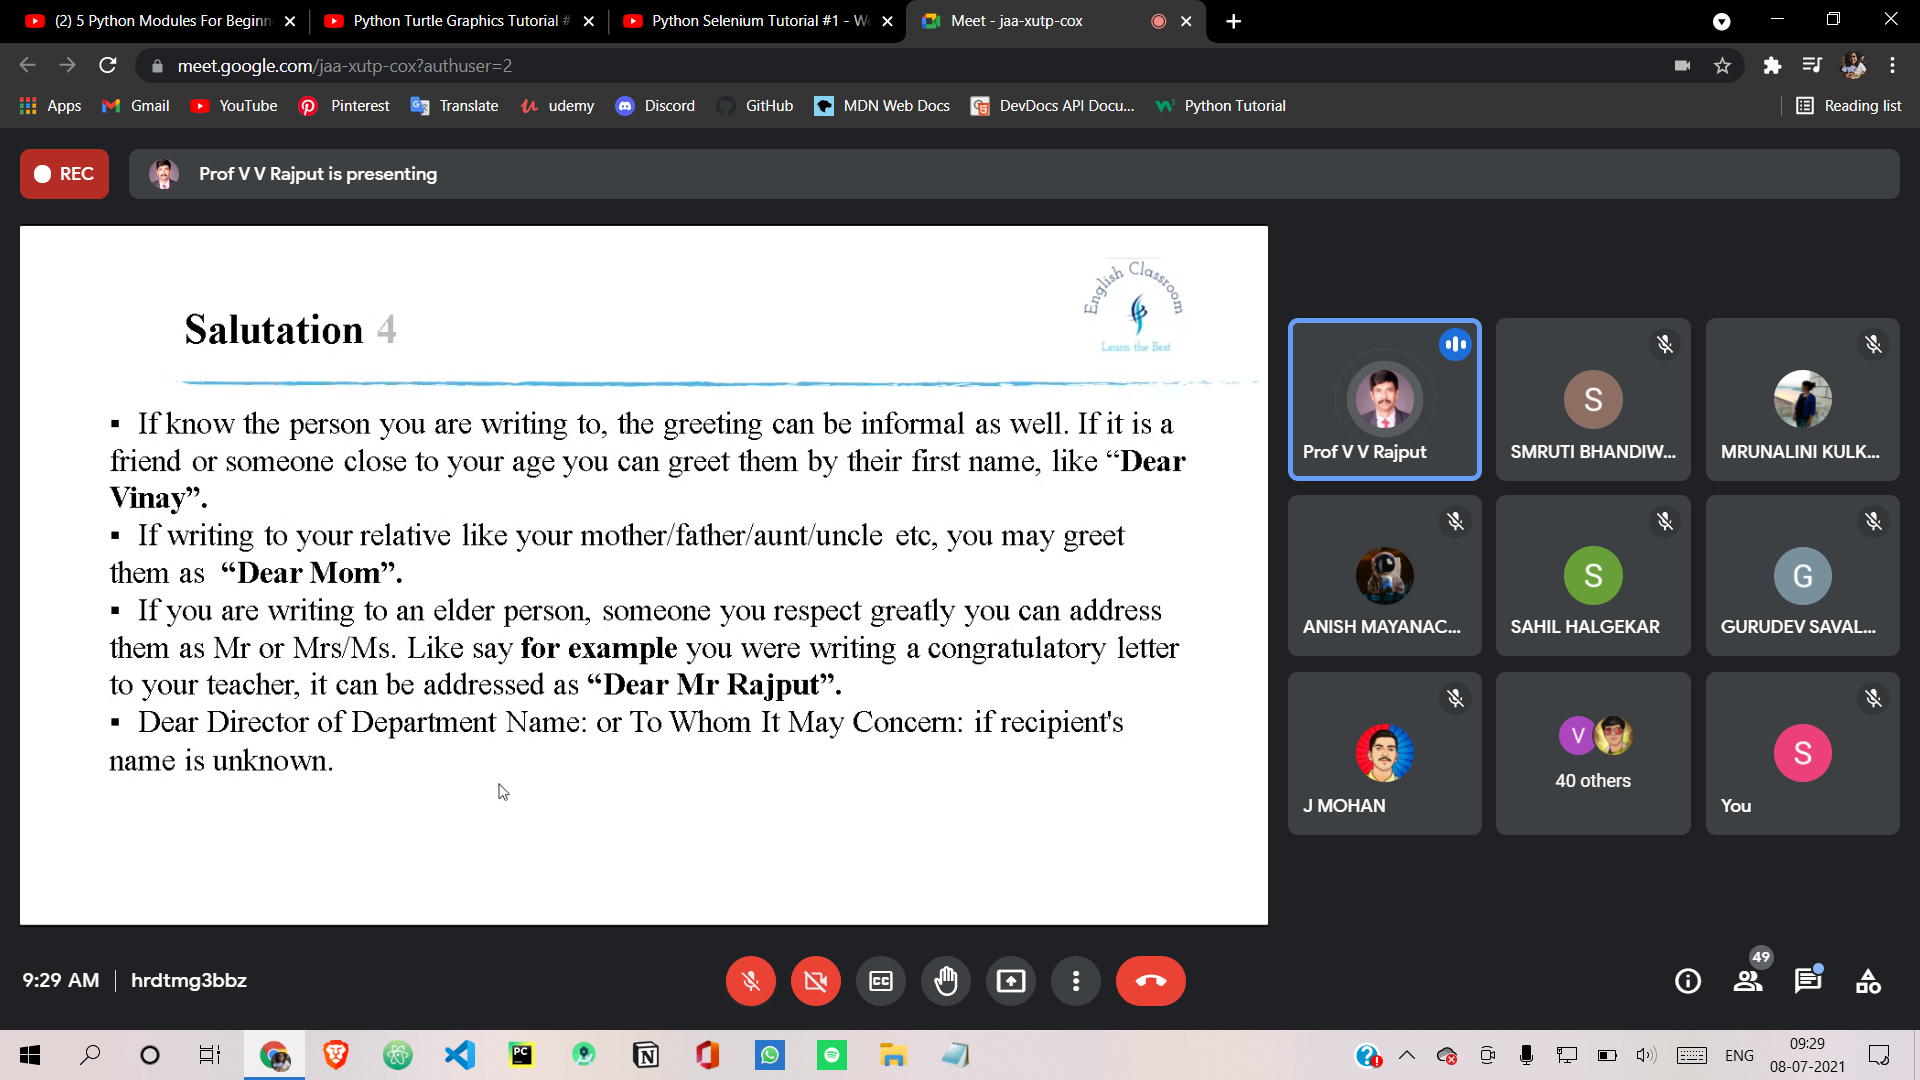 (2) 5 Python Modules For Beginn
Python Turtle Graphics Tutorial #
Python Selenium Tutorial #1 - We
Meet - jaa-xutp-cox
meet.google.com/jaa-xutp-cox?authuser=2
Apps
Gmail
YouTube
Pinterest
Translate
udemy
Discord
GitHub
MDN Web Docs
DevDocs API Docu...
Python Tutorial
Reading list
REC
Prof V V Rajput is presenting
English Classroom
Learn the Best
Salutation 4
▪ If know the person you are writing to, the greeting can be informal as well. If it is a
friend or someone close to your age you can greet them by their first name, like “Dear
Vinay”.
▪ If writing to your relative like your mother/father/aunt/uncle etc, you may greet
them as “Dear Mom”.
▪ If you are writing to an elder person, someone you respect greatly you can address
them as Mr or Mrs/Ms. Like say for example you were writing a congratulatory letter
to your teacher, it can be addressed as “Dear Mr Rajput”.
▪ Dear Director of Department Name: or To Whom It May Concern: if recipient's
name is unknown.
Prof V V Rajput
S
SMRUTI BHANDIW...
MRUNALINI KULK...
ANISH MAYANAC...
S
SAHIL HALGEKAR
G
GURUDEV SAVAL...
J MOHAN
V
40 others
S
You
9:29 AM | hrdtmg3bbz
CC
49
PC
N
ENG
09:29
08-07-2021